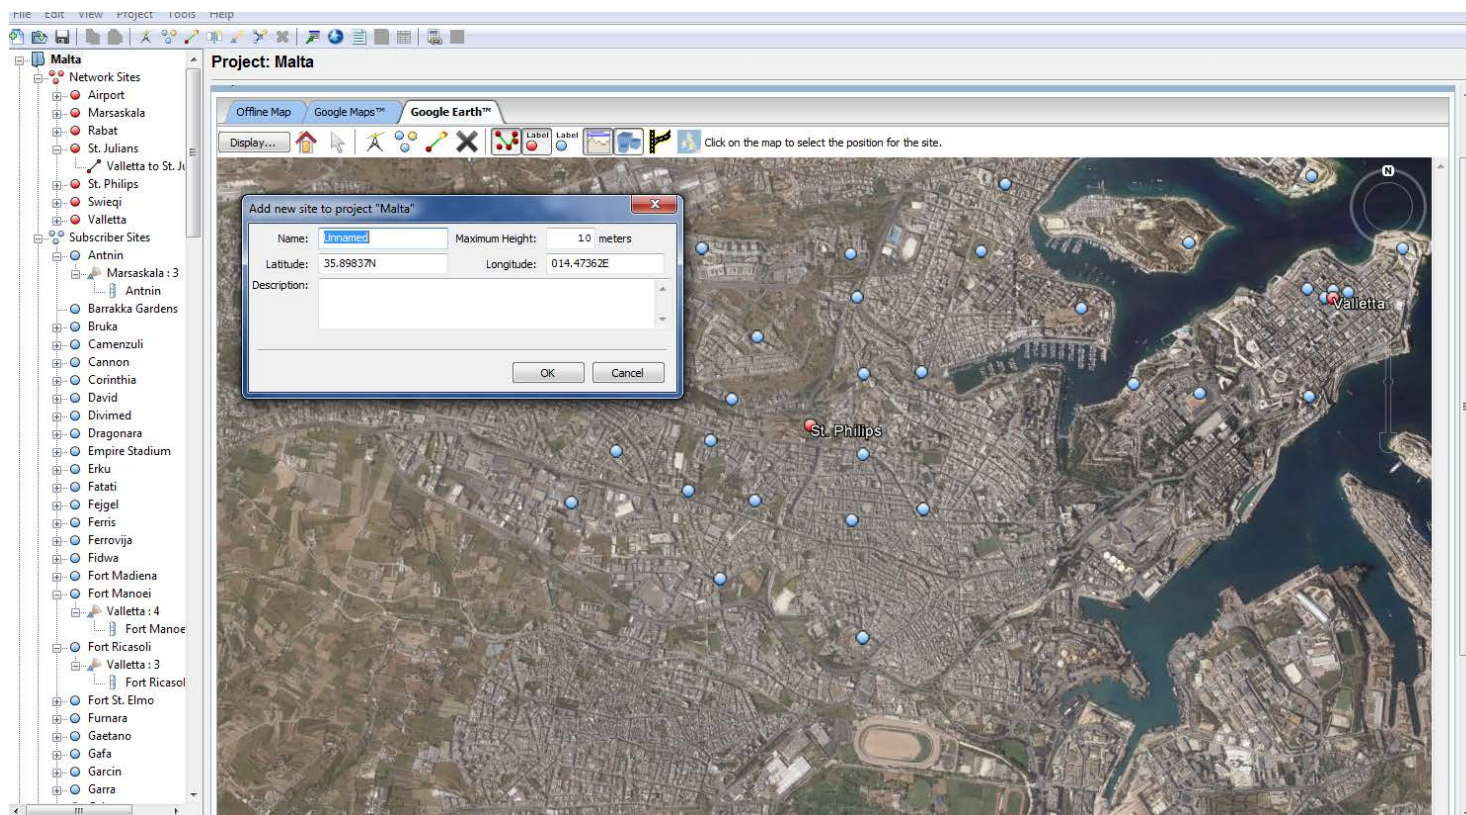 File Edit View Project Tools Help
Malta
Network Sites
Airport
Marsaskala
Rabat
St. Julians
Valletta to St. Ju
St. Philips
Swieqi
Valletta
Subscriber Sites
Antnin
Marsaskala : 3
Antnin
Barrakka Gardens
Bruka
Camenzuli
Cannon
Corinthia
David
Divimed
Dragonara
Empire Stadium
Erku
Fatati
Fejgel
Ferris
Ferrovija
Fidwa
Fort Madiena
Fort Manoei
Valletta : 4
Fort Manoe
Fort Ricasoli
Valletta : 3
Fort Ricasol
Fort St. Elmo
Furnara
Gaetano
Gafa
Garcin
Garra
Project: Malta
Offline Map Google Maps™ Google Earth™
Display... Label Label Click on the map to select the position for the site.
Add new site to project "Malta"
Name: Unnamed Maximum Height: 10 meters
Latitude: 35.89837N Longitude: 014.47362E
Description:
OK Cancel
N
Valletta
St. Philips